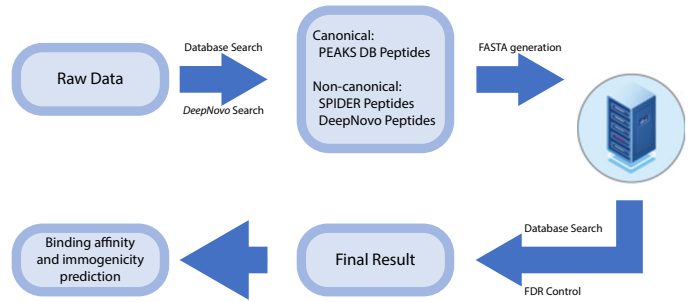 Raw Data
Database Search
DeepNovo Search
Canonical:
PEAKS DB Peptides
Non-canonical:
SPIDER Peptides
DeepNovo Peptides
FASTA generation
Database Search
FDR Control
Final Result
Binding affinity
and immogenicity
prediction